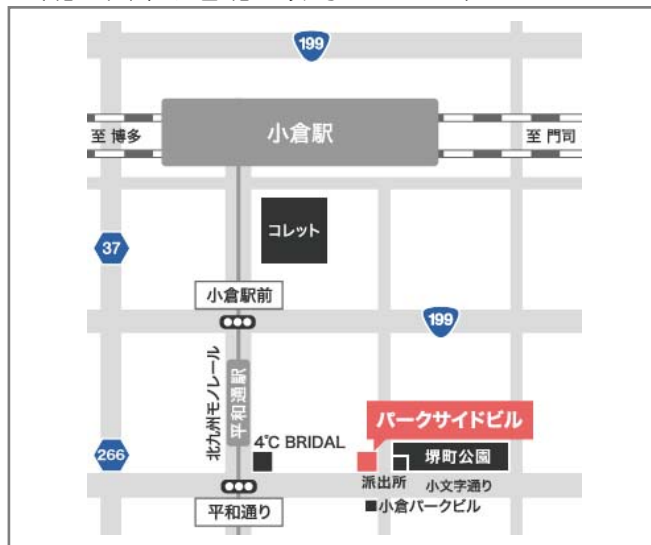 199
小倉駅
至 博多
至 門司
コレット
37
小倉駅前
199
北九州モノレール
平和通駅
パークサイドビル
4℃ BRIDAL
266
堺町公園
派出所
小文字通り
平和通り
■小倉パークビル